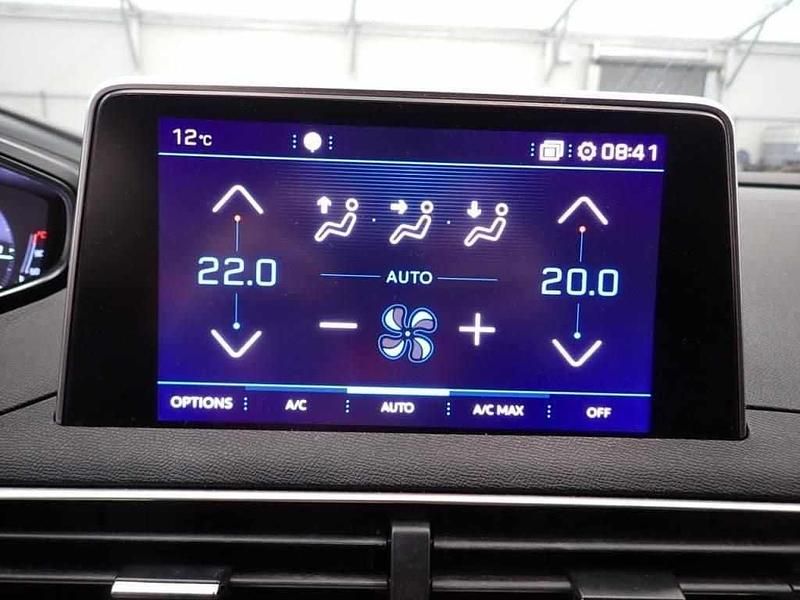 12°C 08:41
22.0 AUTO 20.0
OPTIONS A/C AUTO A/C MAX OFF